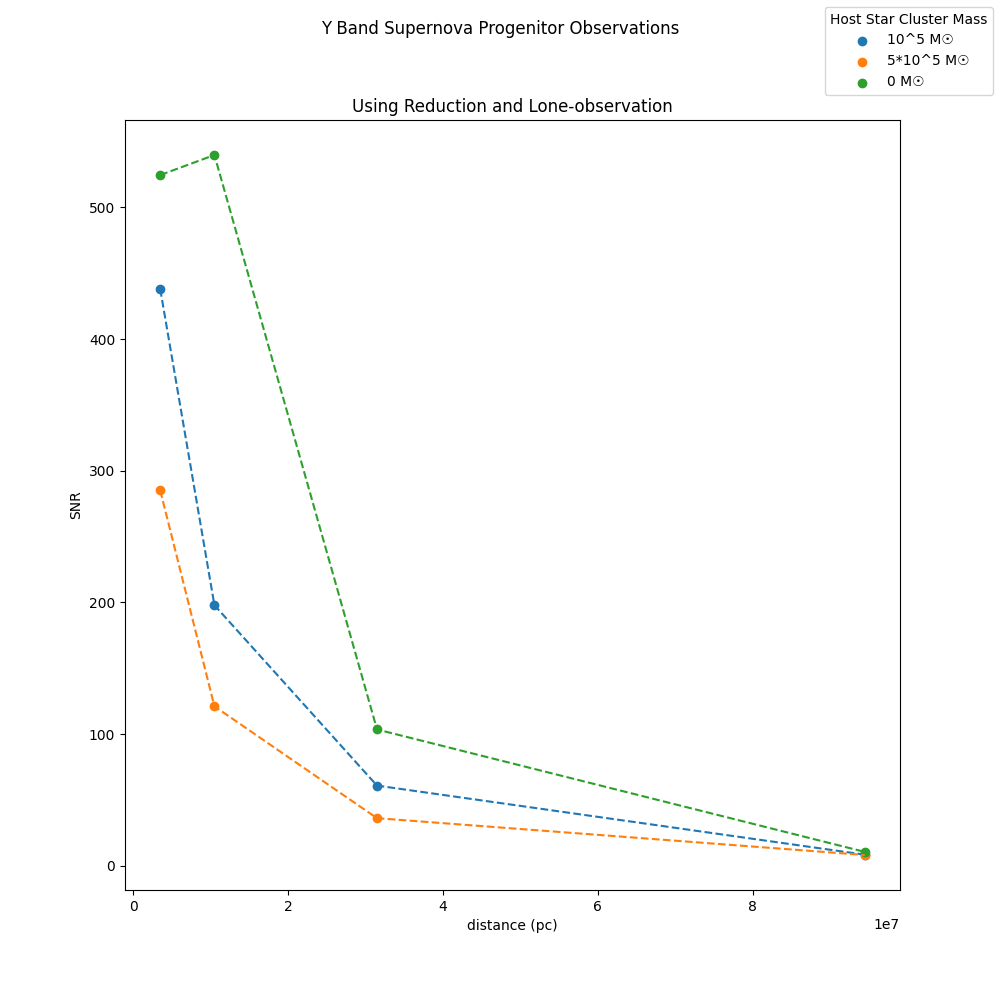 Y Band Supernova Progenitor Observations
Host Star Cluster Mass
10^5 M☉
5*10^5 M☉
0 M☉
Using Reduction and Lone-observation
SNR
500
400
300
200
100
0
0 2 4 6 8
1e7
distance (pc)